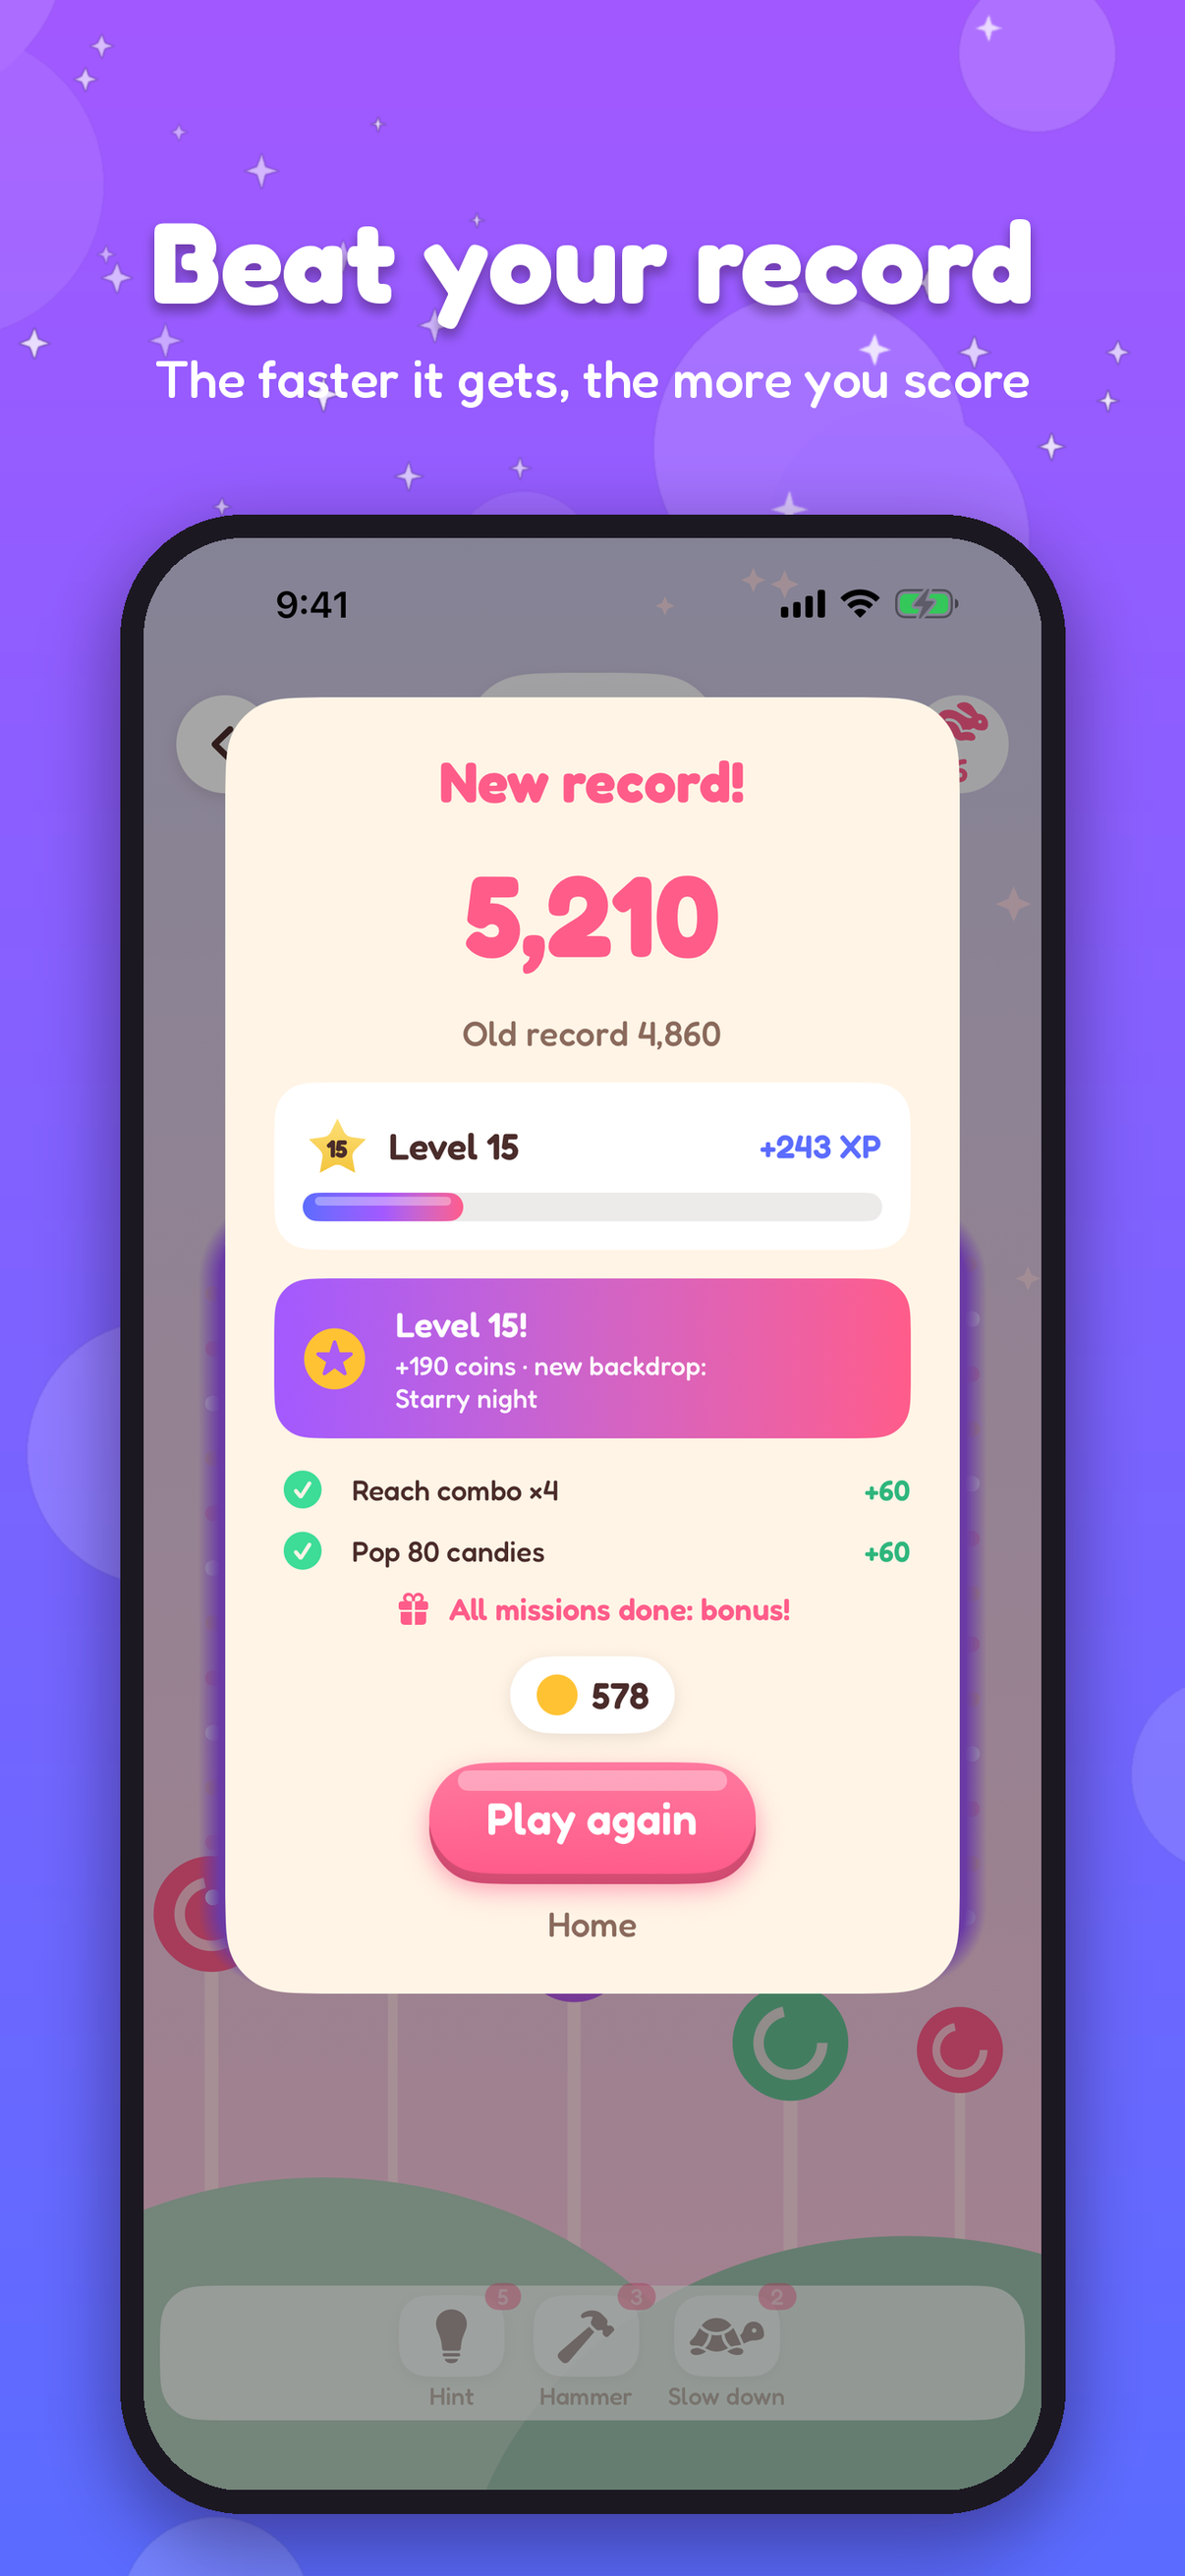 Beat your record
The faster it gets, the more you score
9:41
New record!
5,210
Old record 4,860
15 Level 15 +243 XP
Level 15!
+190 coins · new backdrop:
Starry night
Reach combo ×4 +60
Pop 80 candies +60
All missions done: bonus!
578
Play again
Home
5 3 2
Hint Hammer Slow down